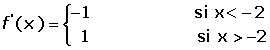 f'(x) = { -1 si x < -2
1 si x > -2